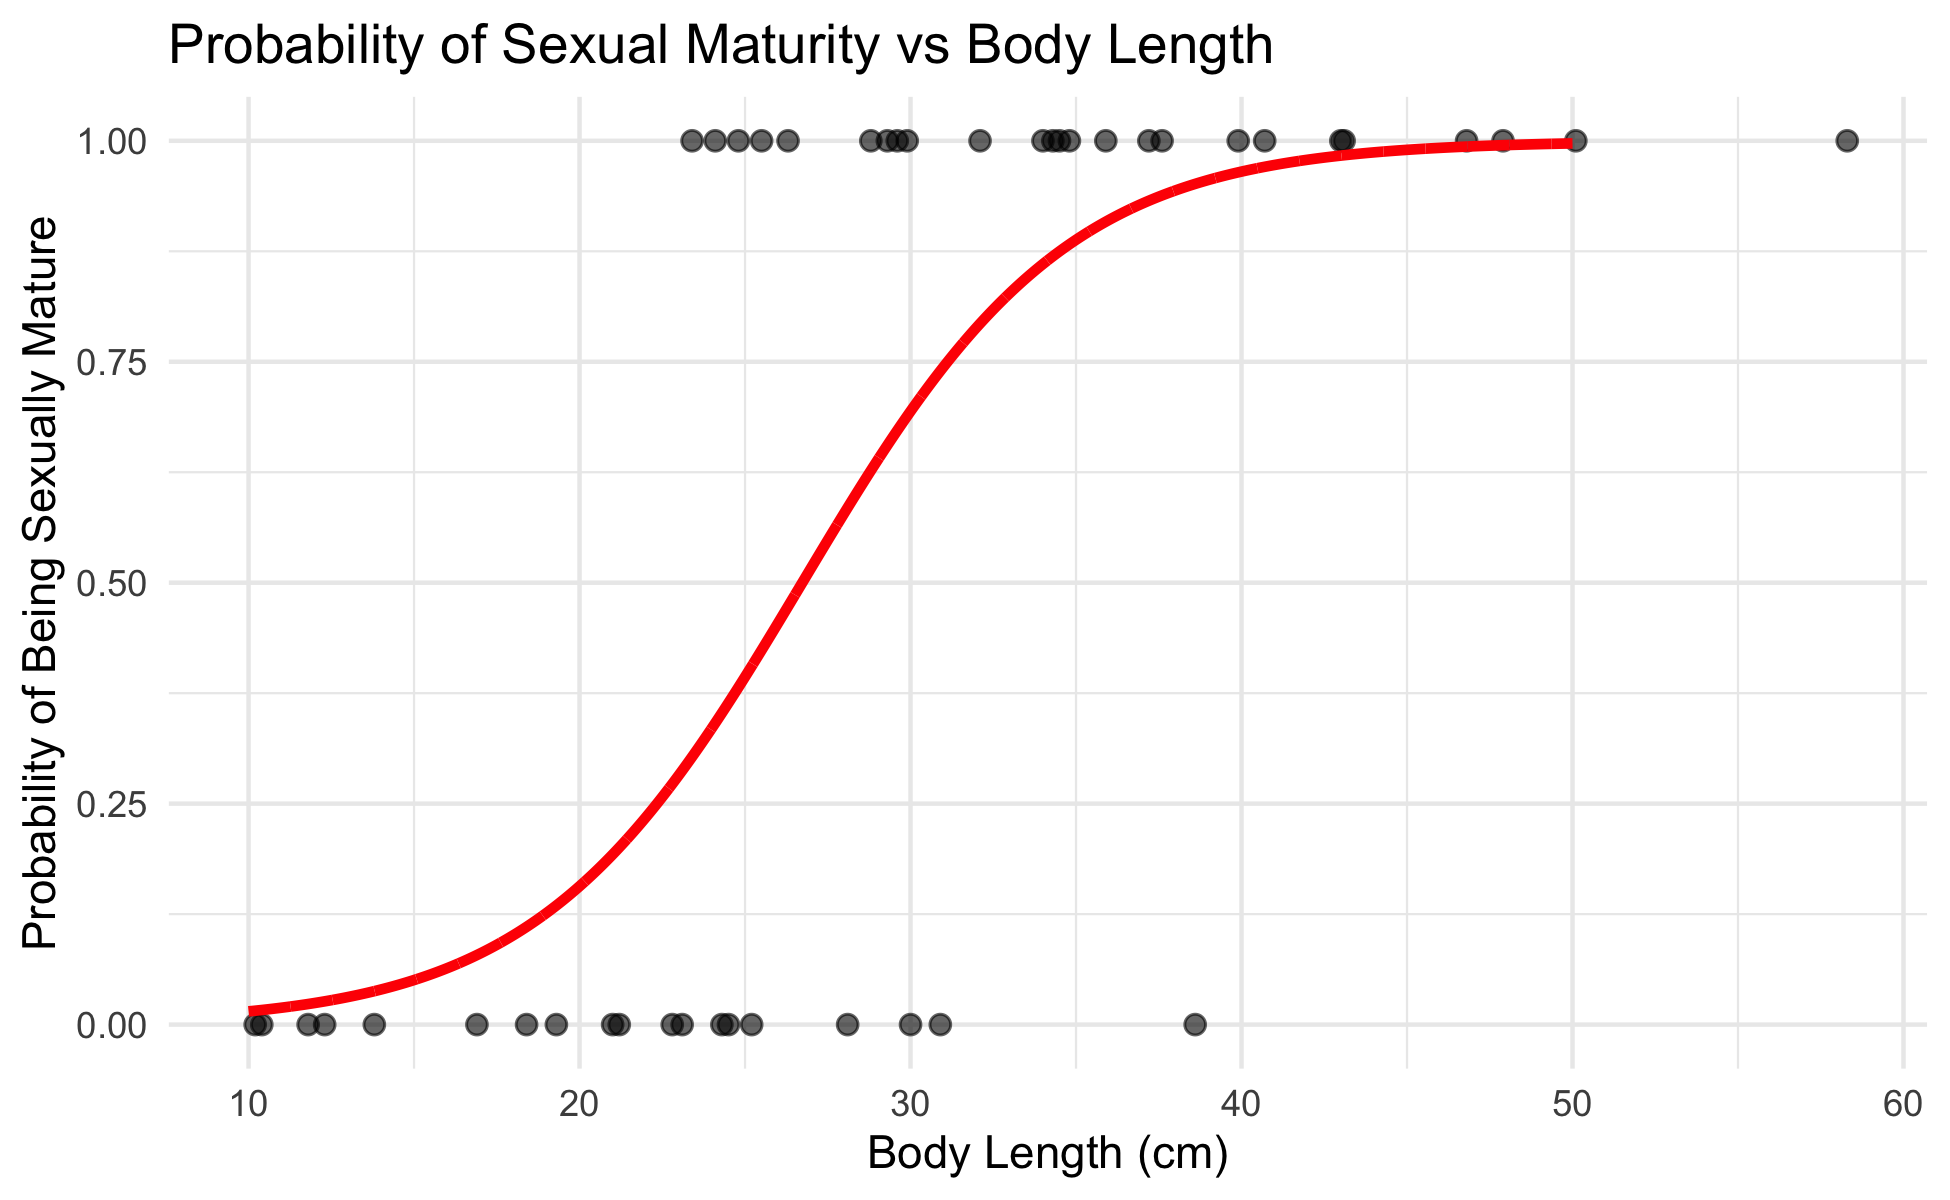 Probability of Sexual Maturity vs Body Length
Probability of Being Sexually Mature
1.00
0.75
0.50
0.25
0.00
10 20 30 40 50 60
Body Length (cm)